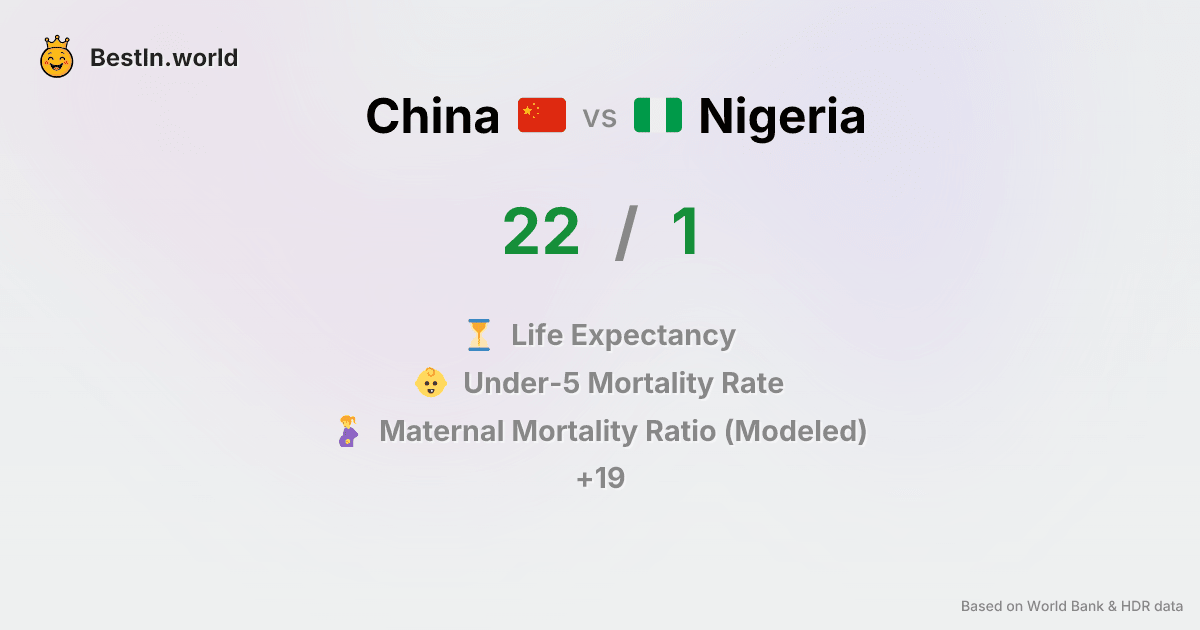 BestIn.world
China vs Nigeria
22 / 1
Life Expectancy
Under-5 Mortality Rate
Maternal Mortality Ratio (Modeled)
+19
Based on World Bank & HDR data